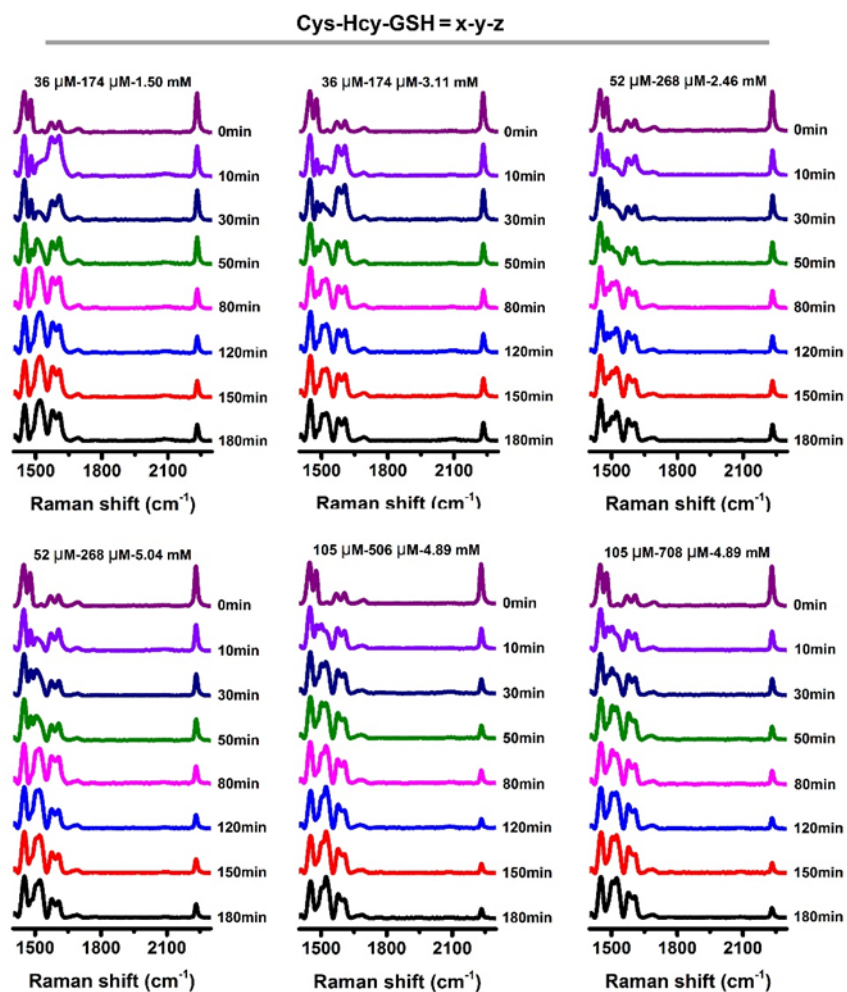 Cys-Hcy-GSH = x-y-z
36 μM-174 μM-1.50 mM
0min
10min
30min
50min
80min
120min
150min
180min
1500 1800 2100
Raman shift (cm⁻¹)
36 μM-174 μM-3.11 mM
0min
10min
30min
50min
80min
120min
150min
180min
1500 1800 2100
Raman shift (cm⁻¹)
52 μM-268 μM-2.46 mM
0min
10min
30min
50min
80min
120min
150min
180min
1500 1800 2100
Raman shift (cm⁻¹)
52 μM-268 μM-5.04 mM
0min
10min
30min
50min
80min
120min
150min
180min
1500 1800 2100
Raman shift (cm⁻¹)
105 μM-506 μM-4.89 mM
0min
10min
30min
50min
80min
120min
150min
180min
1500 1800 2100
Raman shift (cm⁻¹)
105 μM-708 μM-4.89 mM
0min
10min
30min
50min
80min
120min
150min
180min
1500 1800 2100
Raman shift (cm⁻¹)